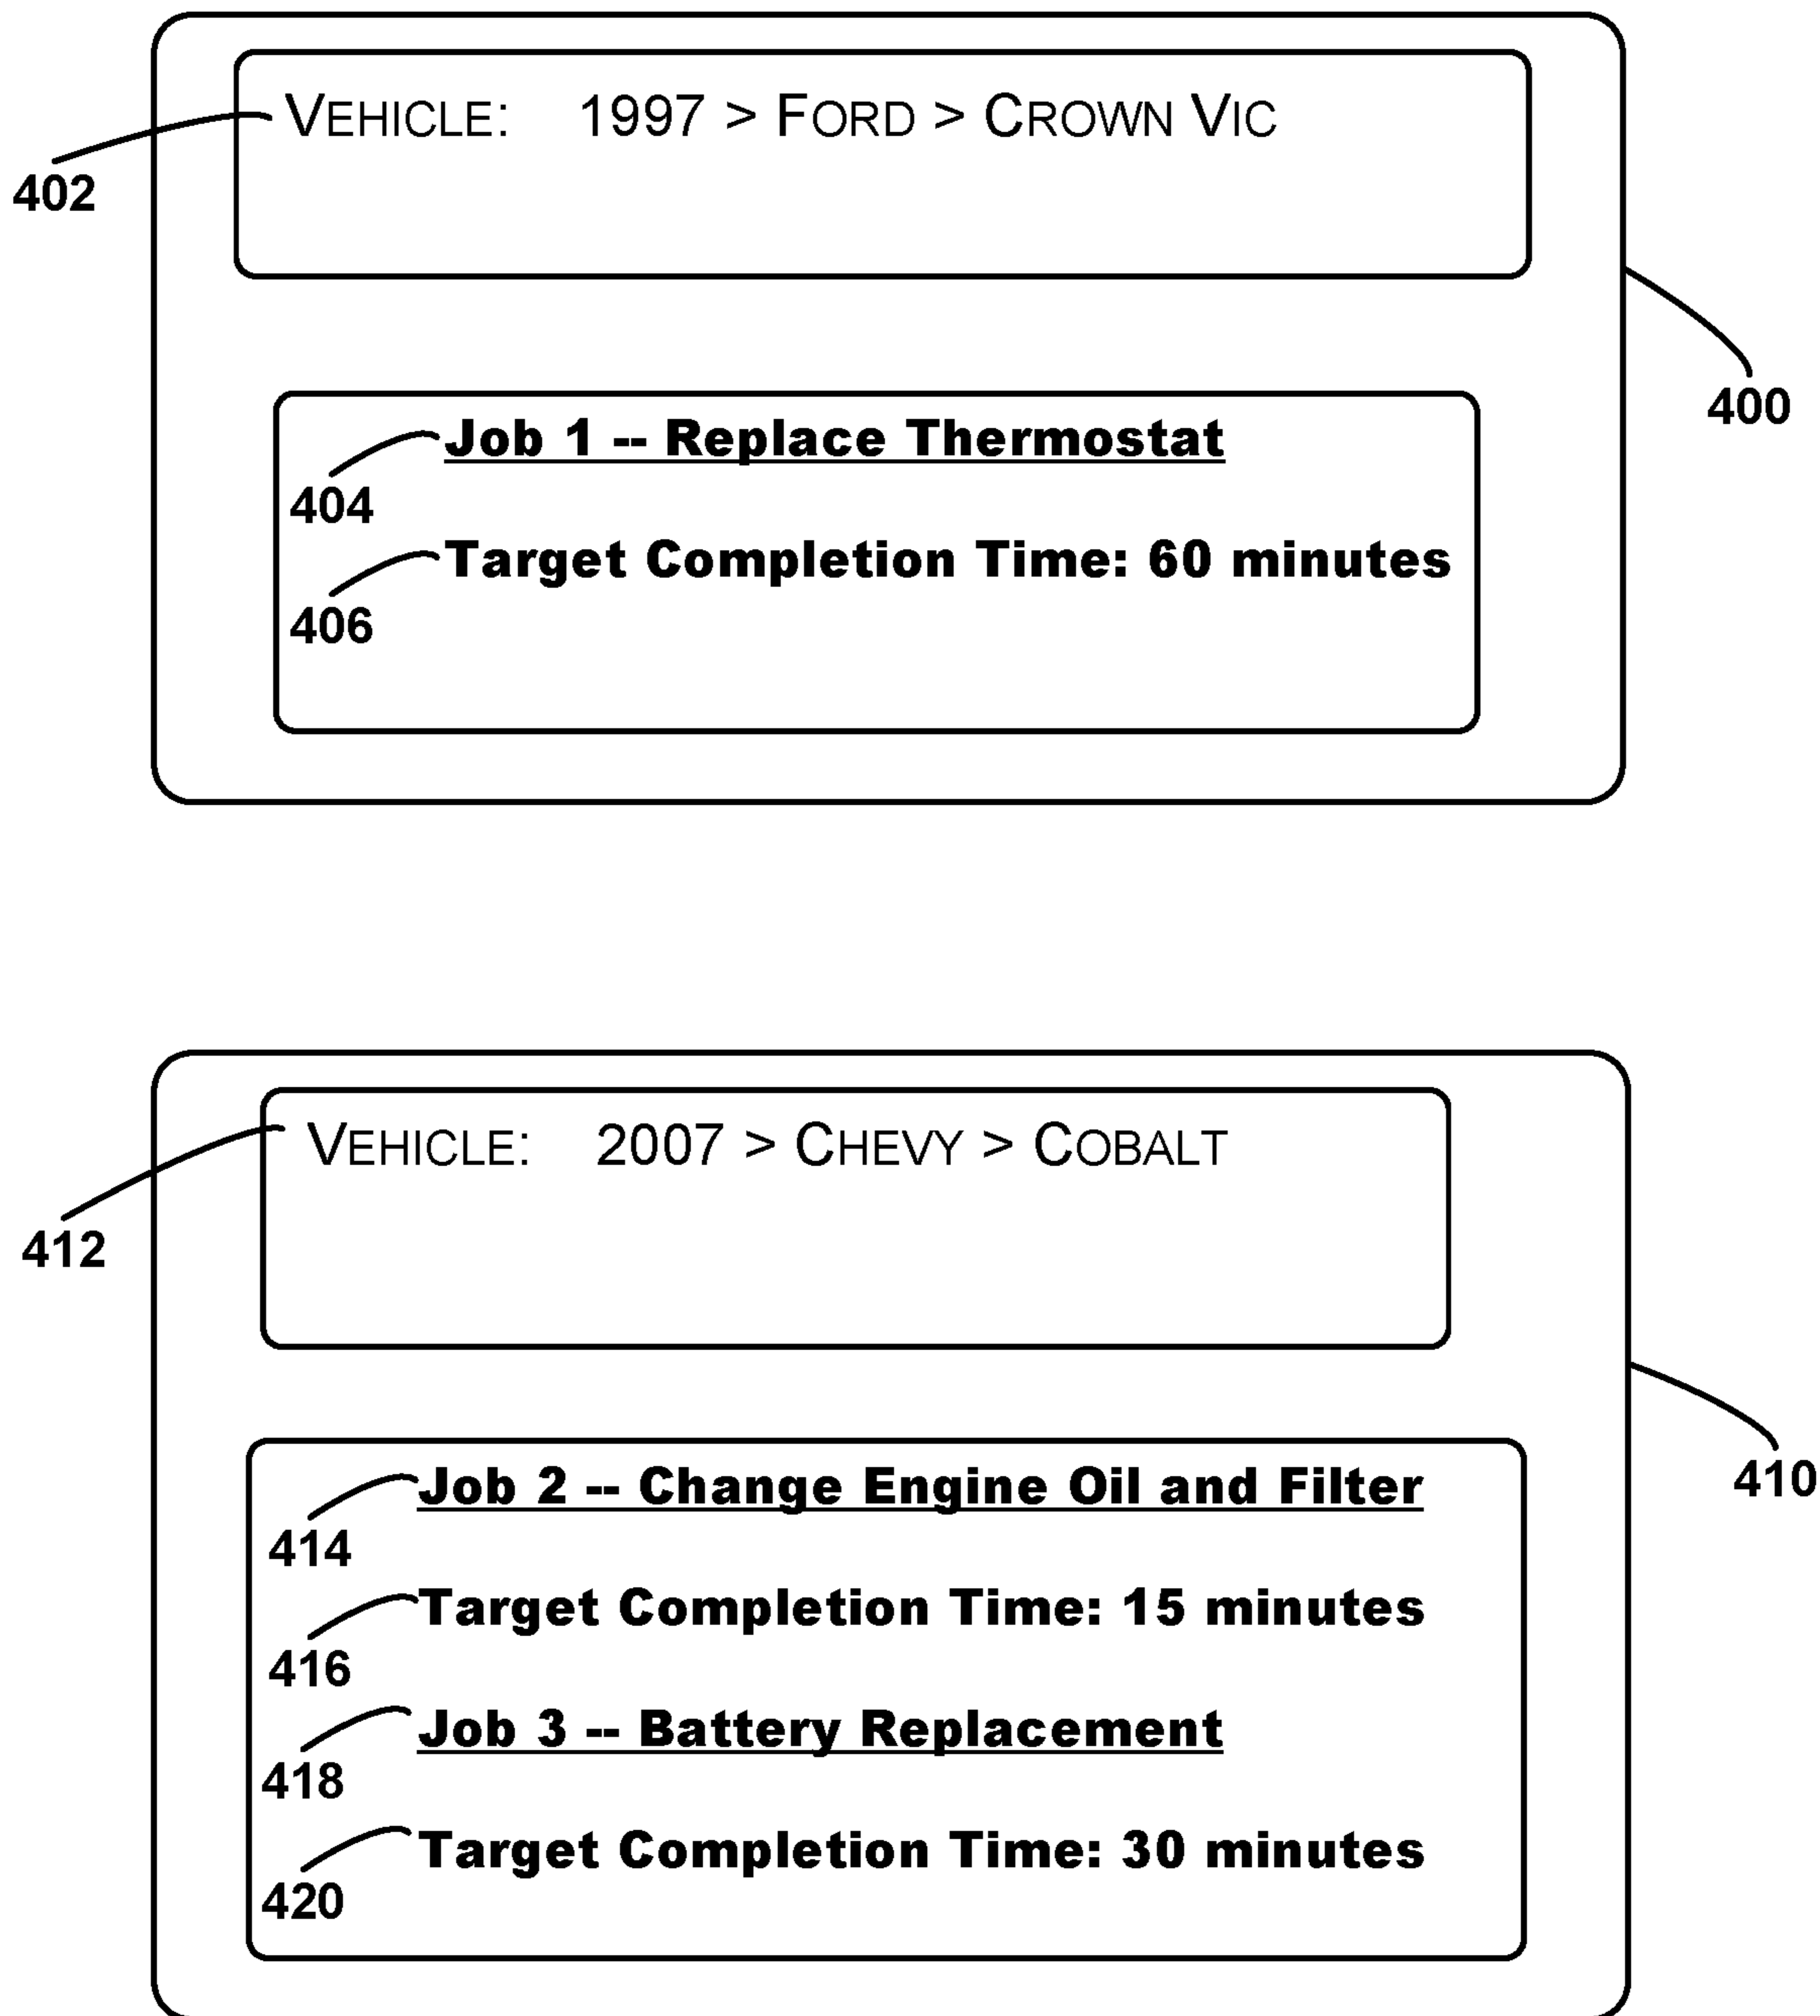 VEHICLE: 1997 > FORD > CROWN VIC
402
400
Job 1 -- Replace Thermostat
404
Target Completion Time: 60 minutes
406
VEHICLE: 2007 > CHEVY > COBALT
412
410
Job 2 -- Change Engine Oil and Filter
414
Target Completion Time: 15 minutes
416
Job 3 -- Battery Replacement
418
Target Completion Time: 30 minutes
420